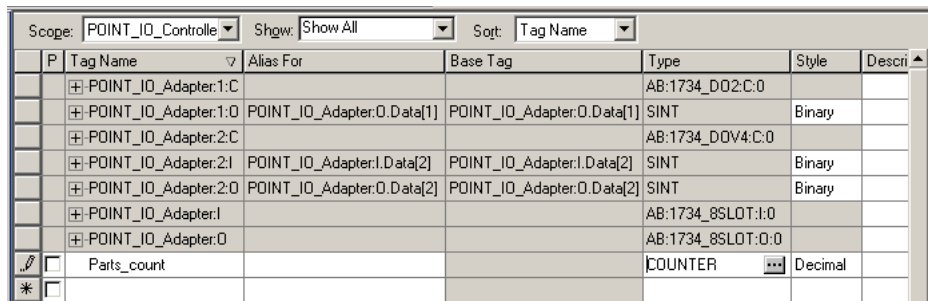 Scope: POINT_IO_Controlle Show: Show All Sort: Tag Name
P Tag Name Alias For Base Tag Type Style Descri
POINT_IO_Adapter:1:C AB:1734_DO2:C:0
POINT_IO_Adapter:1:O POINT_IO_Adapter:O.Data[1] POINT_IO_Adapter:O.Data[1] SINT Binary
POINT_IO_Adapter:2:C AB:1734_DOV4:C:0
POINT_IO_Adapter:2:I POINT_IO_Adapter:I.Data[2] POINT_IO_Adapter:I.Data[2] SINT Binary
POINT_IO_Adapter:2:O POINT_IO_Adapter:O.Data[2] POINT_IO_Adapter:O.Data[2] SINT Binary
POINT_IO_Adapter:I AB:1734_8SLOT:I:0
POINT_IO_Adapter:O AB:1734_8SLOT:O:0
Parts_count COUNTER ... Decimal